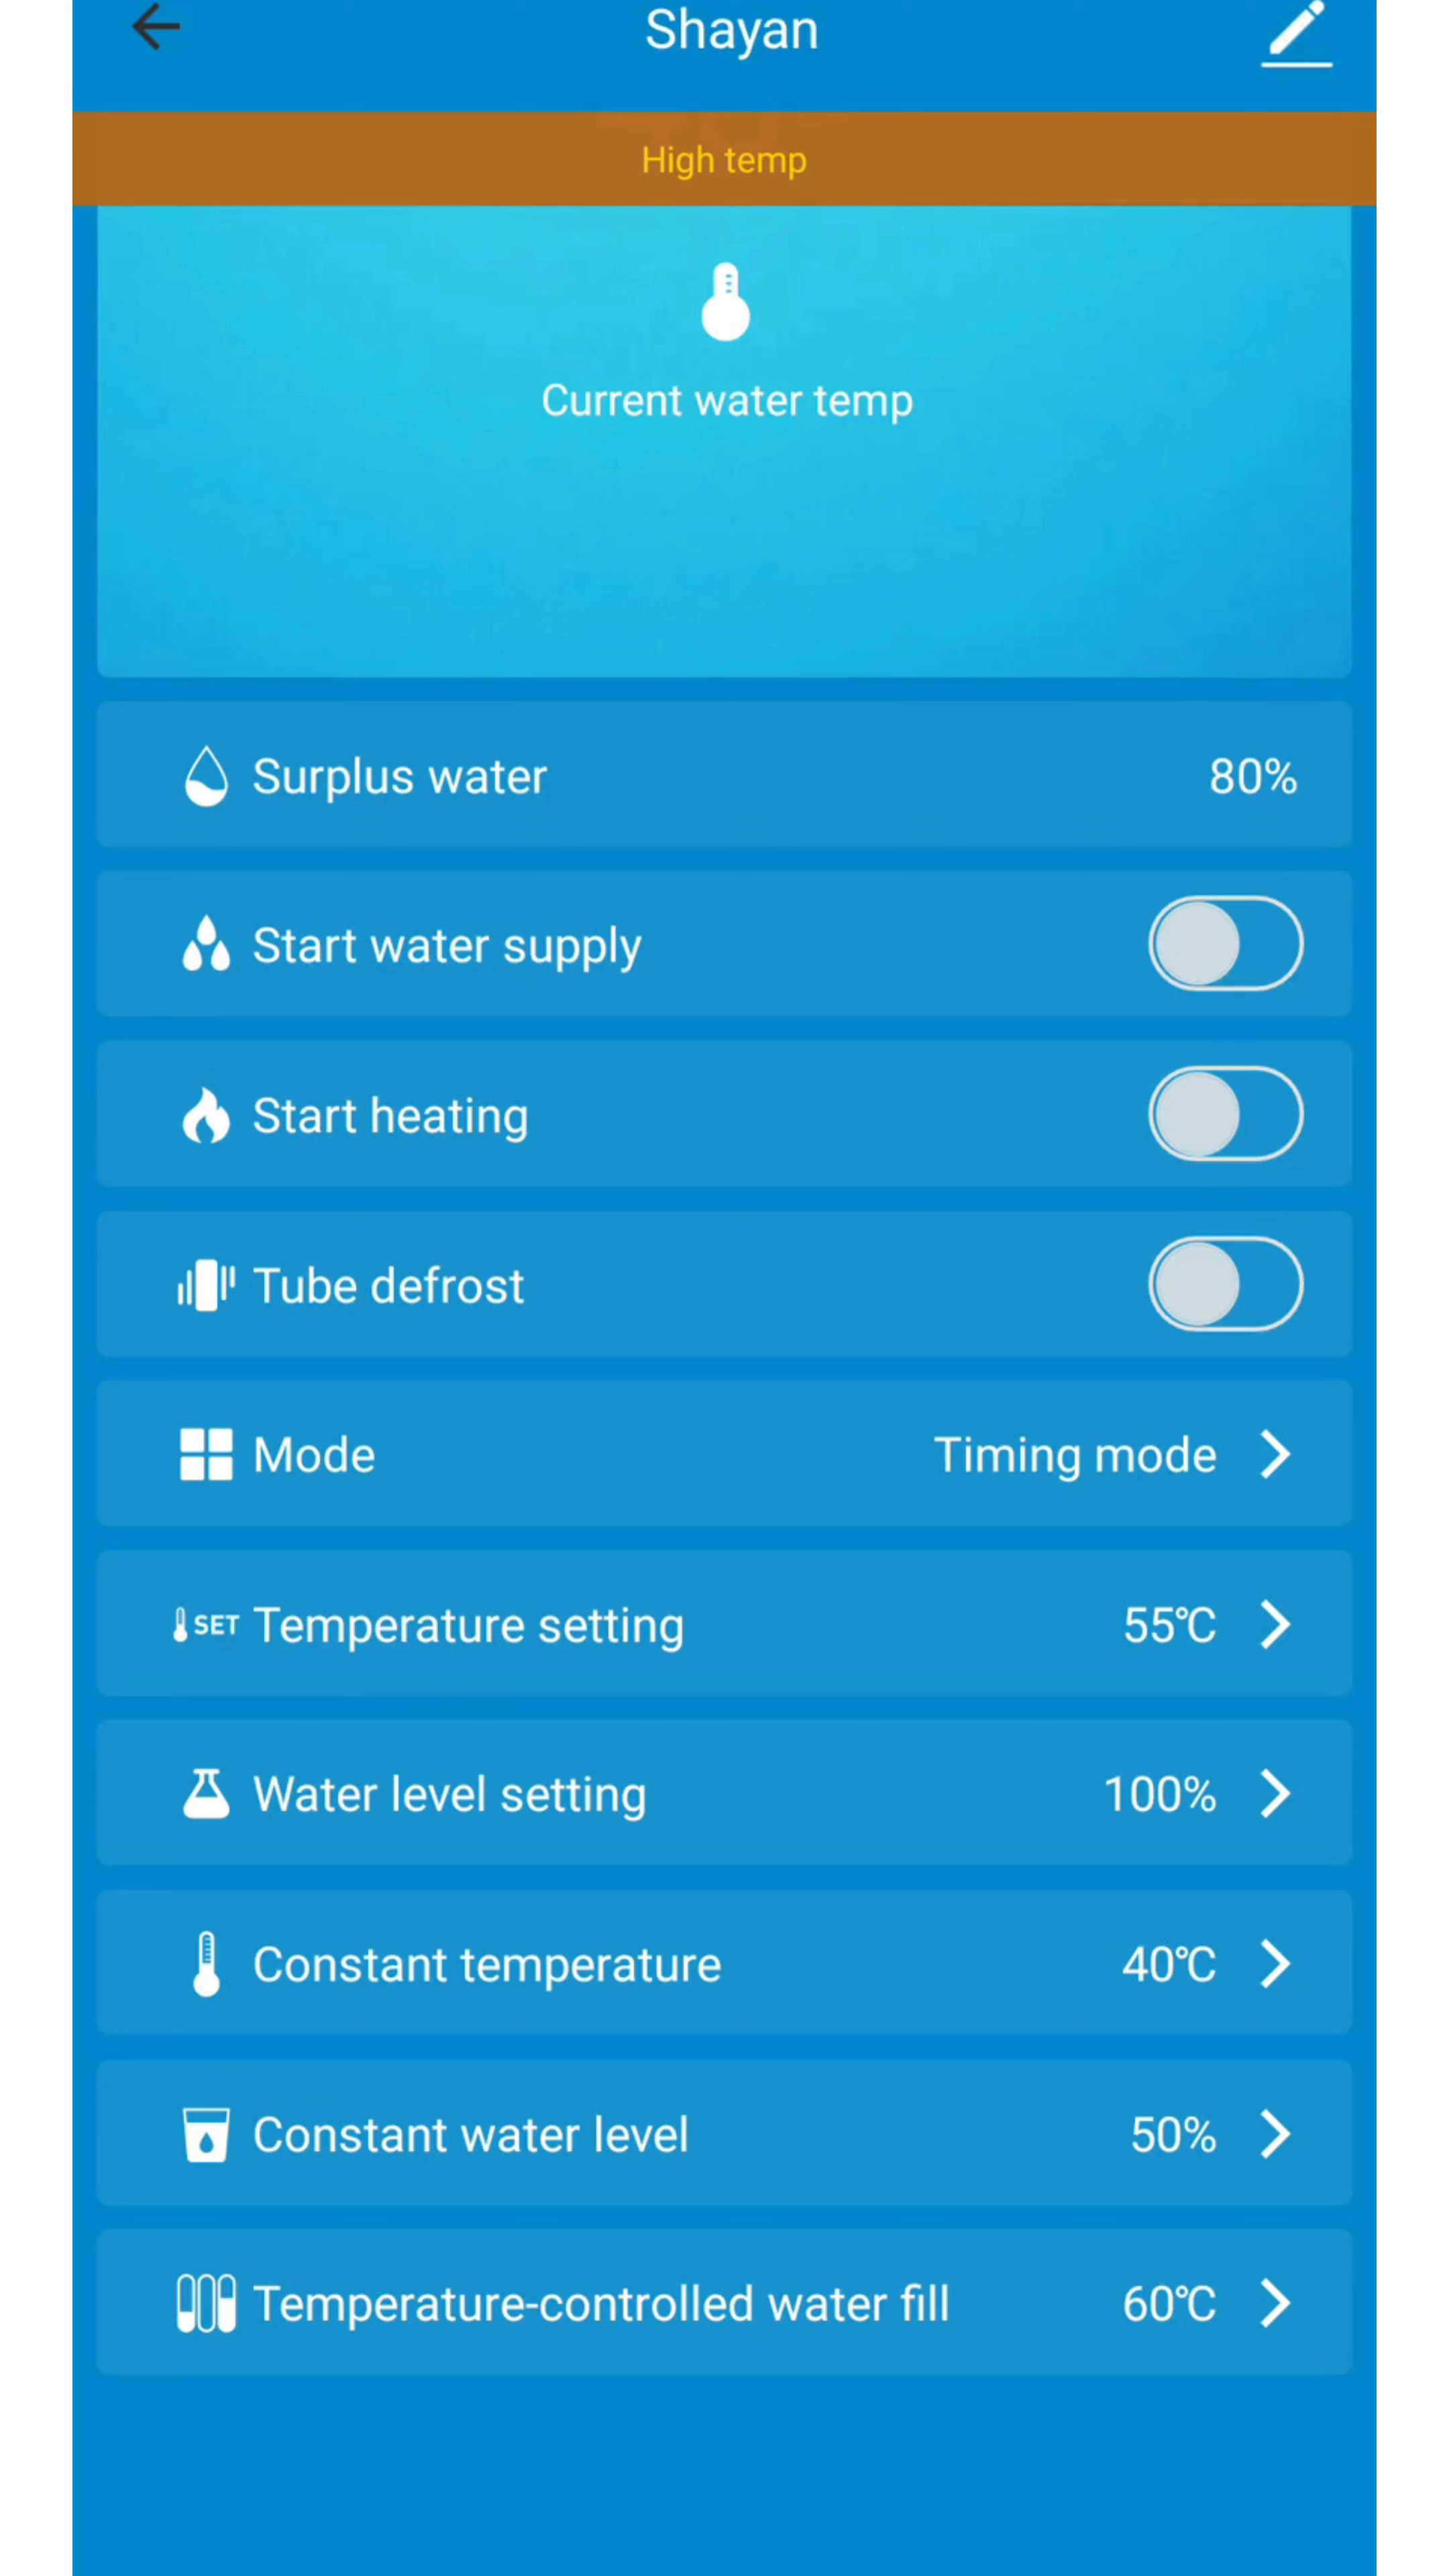 Shayan
High temp
Current water temp
Surplus water 80%
Start water supply
Start heating
Tube defrost
Mode Timing mode
SET Temperature setting 55℃
Water level setting 100%
Constant temperature 40℃
Constant water level 50%
Temperature-controlled water fill 60℃